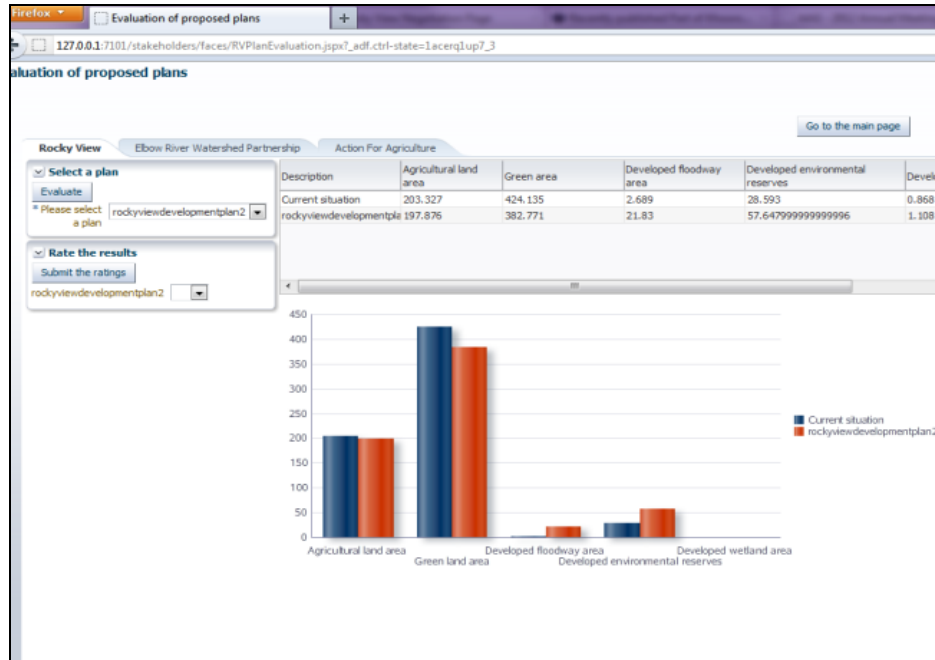 Firefox
Evaluation of proposed plans
+
127.0.0.1:7101/stakeholders/faces/RVPlanEvaluation.jspx?_adf.ctrl-state=1acerq1up7_3
aluation of proposed plans
Go to the main page
Rocky View Elbow River Watershed Partnership Action For Agriculture
Select a plan
Evaluate
* Please select a plan rockyviewdevelopmentplan2
Rate the results
Submit the ratings
rockyviewdevelopmentplan2
Description Agricultural land area Green area Developed floodway area Developed environmental reserves Develo
Current situation 203.327 424.135 2.689 28.593 0.868
rockyviewdevelopmentpla 197.876 382.771 21.83 57.647999999999996 1.108
450
400
350
300
250
200
150
100
50
0
Current situation
rockyviewdevelopmentplan2
Agricultural land area Developed floodway area Developed wetland area
Green land area Developed environmental reserves